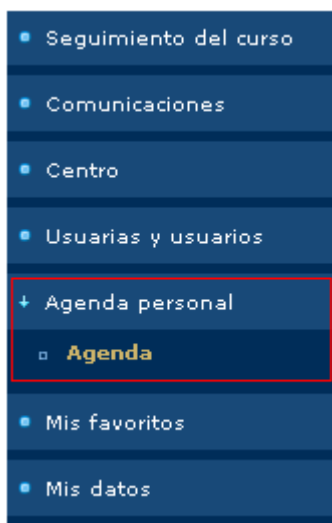 Seguimiento del curso
Comunicaciones
Centro
Usuarias y usuarios
Agenda personal
Agenda
Mis favoritos
Mis datos